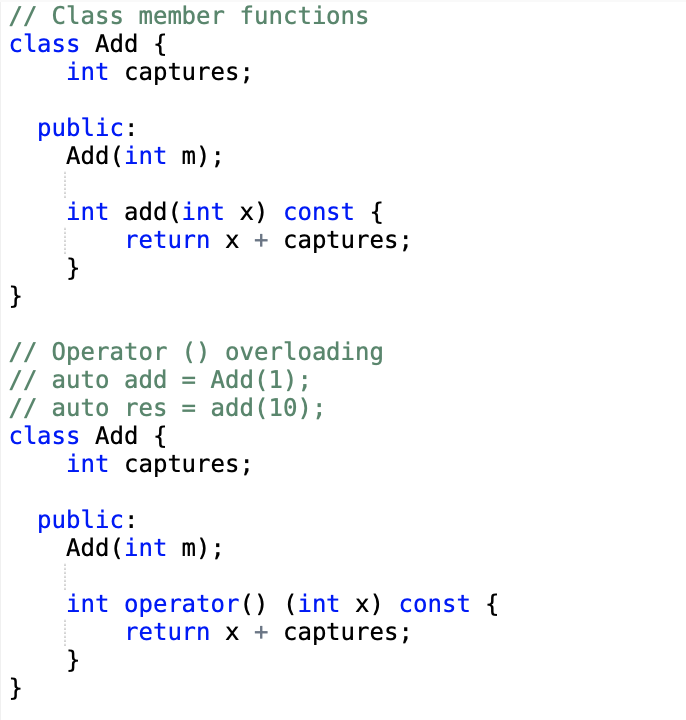 // Class member functions
class Add {
    int captures;

  public:
    Add(int m);

    int add(int x) const {
        return x + captures;
    }
}

// Operator () overloading
// auto add = Add(1);
// auto res = add(10);
class Add {
    int captures;

  public:
    Add(int m);

    int operator() (int x) const {
        return x + captures;
    }
}